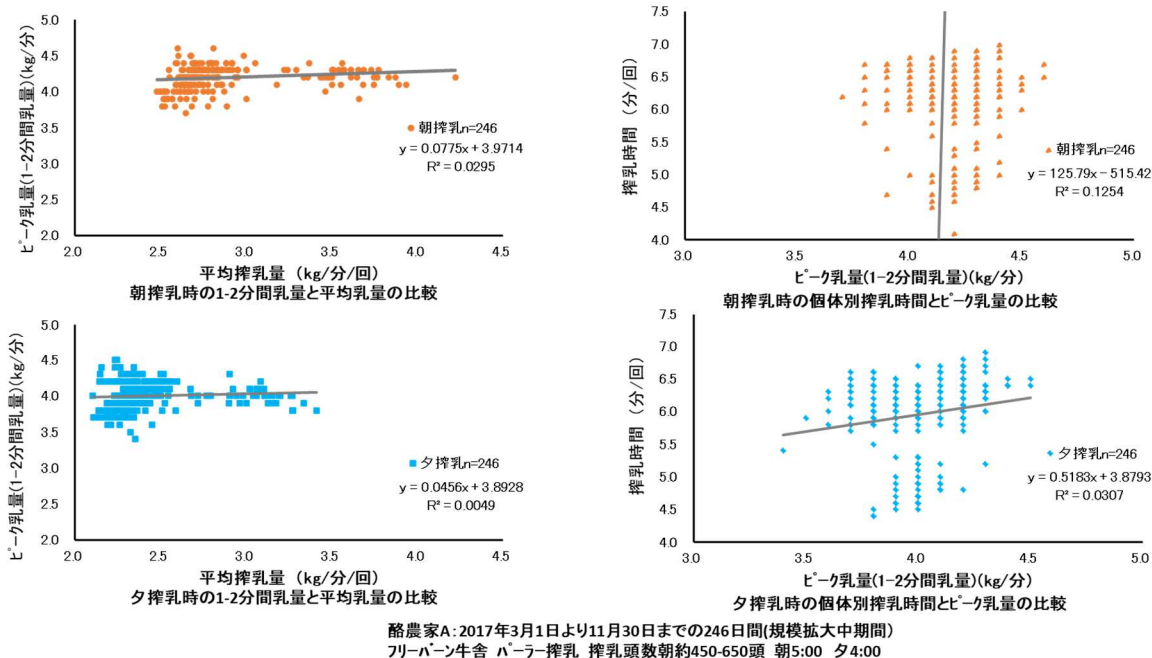 ピーク乳量(1-2分間乳量)(kg/分)
5.0
4.5
4.0
3.5
3.0
2.5
2.0
2.0 2.5 3.0 3.5 4.0 4.5
朝搾乳n=246
y = 0.0775x + 3.9714
R² = 0.0295
平均搾乳量（kg/分/回）
朝搾乳時の1-2分間乳量と平均乳量の比較
搾乳時間（分/回）
7.5
7.0
6.5
6.0
5.5
5.0
4.5
4.0
3.0 3.5 4.0 4.5 5.0
朝搾乳n=246
y = 125.79x − 515.42
R² = 0.1254
ピーク乳量(1-2分間乳量)(kg/分)
朝搾乳時の個体別搾乳時間とピーク乳量の比較
ピーク乳量(1-2分間乳量)(kg/分)
5.0
4.5
4.0
3.5
3.0
2.5
2.0
2.0 2.5 3.0 3.5 4.0 4.5
夕搾乳n=246
y = 0.0456x + 3.8928
R² = 0.0049
平均搾乳量（kg/分/回）
夕搾乳時の1-2分間乳量と平均乳量の比較
搾乳時間（分/回）
7.5
7.0
6.5
6.0
5.5
5.0
4.5
4.0
3.0 3.5 4.0 4.5 5.0
夕搾乳n=246
y = 0.5183x + 3.8793
R² = 0.0307
ピーク乳量(1-2分間乳量)(kg/分)
夕搾乳時の個体別搾乳時間とピーク乳量の比較
酪農家A：2017年3月1日より11月30日までの246日間(規模拡大中期間）
フリーバーン牛舎 パーラー搾乳 搾乳頭数朝約450-650頭 朝5:00 夕4:00